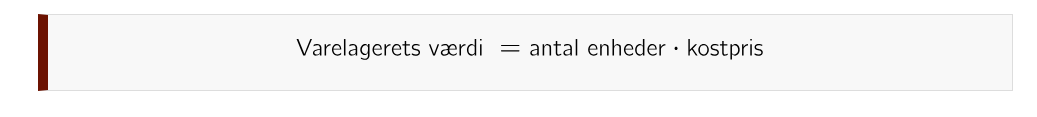 Varelagerets værdi = antal enheder · kostpris